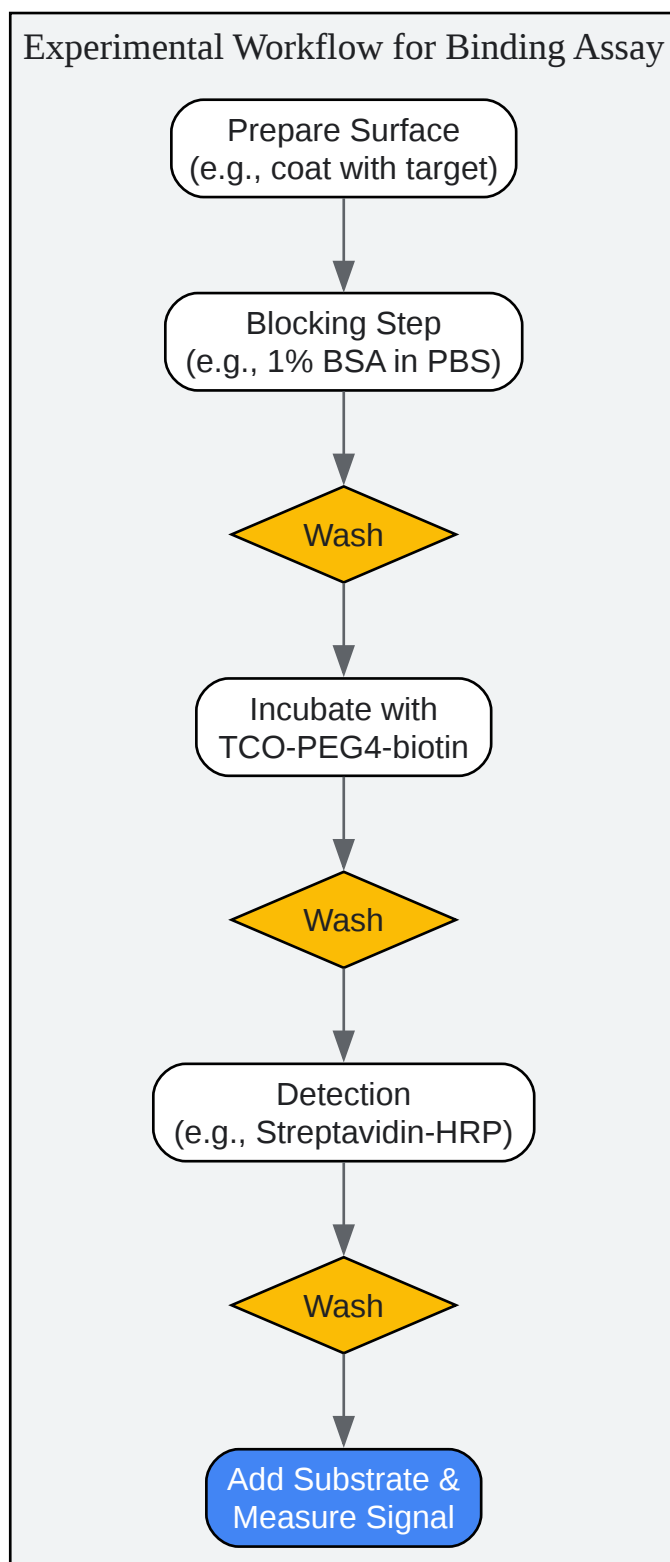 Experimental Workflow for Binding Assay
Prepare Surface
(e.g., coat with target)
Blocking Step
(e.g., 1% BSA in PBS)
Wash
Incubate with
TCO-PEG4-biotin
Wash
Detection
(e.g., Streptavidin-HRP)
Wash
Add Substrate &
Measure Signal